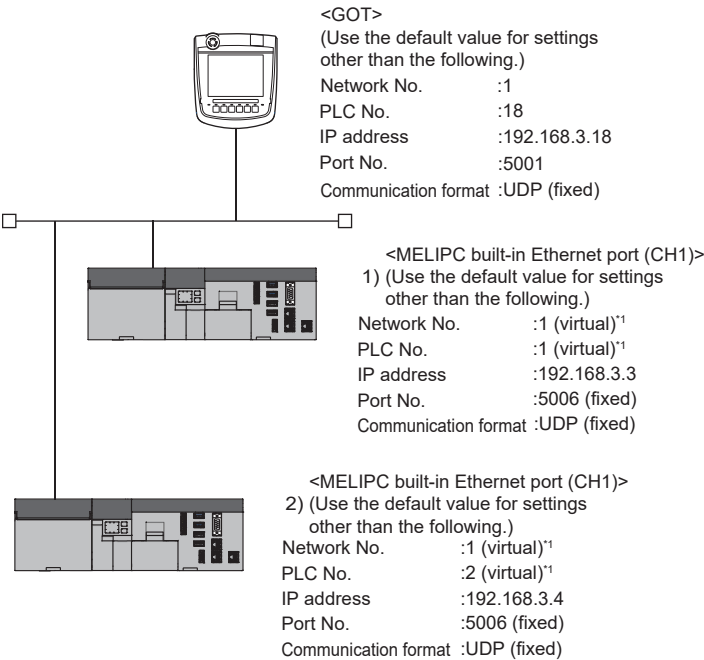 <GOT>
(Use the default value for settings
other than the following.)
Network No. :1
PLC No. :18
IP address :192.168.3.18
Port No. :5001
Communication format :UDP (fixed)
<MELIPC built-in Ethernet port (CH1)>
1) (Use the default value for settings
other than the following.)
Network No. :1 (virtual)*1
PLC No. :1 (virtual)*1
IP address :192.168.3.3
Port No. :5006 (fixed)
Communication format :UDP (fixed)
<MELIPC built-in Ethernet port (CH1)>
2) (Use the default value for settings
other than the following.)
Network No. :1 (virtual)*1
PLC No. :2 (virtual)*1
IP address :192.168.3.4
Port No. :5006 (fixed)
Communication format :UDP (fixed)